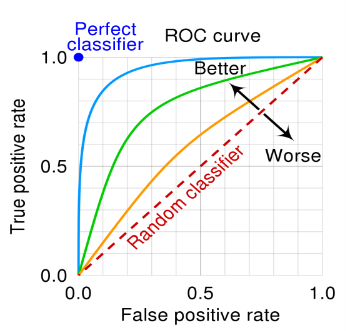 Perfect
classifier
ROC curve
1.0
Better
True positive rate
0.5
Worse
Random classifier
0.0
0.0 0.5 1.0
False positive rate